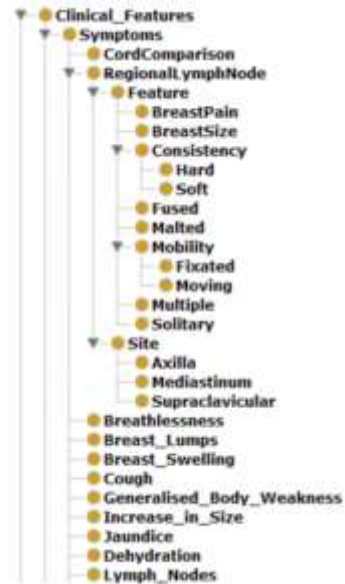 Clinical_Features
Symptoms
CordComparison
RegionalLymphNode
Feature
BreastPain
BreastSize
Consistency
Hard
Soft
Fused
Malted
Mobility
Fixated
Moving
Multiple
Solitary
Site
Axilla
Mediastinum
Supraclavicular
Breathlessness
Breast_Lumps
Breast_Swelling
Cough
Generalised_Body_Weakness
Increase_in_Size
Jaundice
Dehydration
Lymph_Nodes